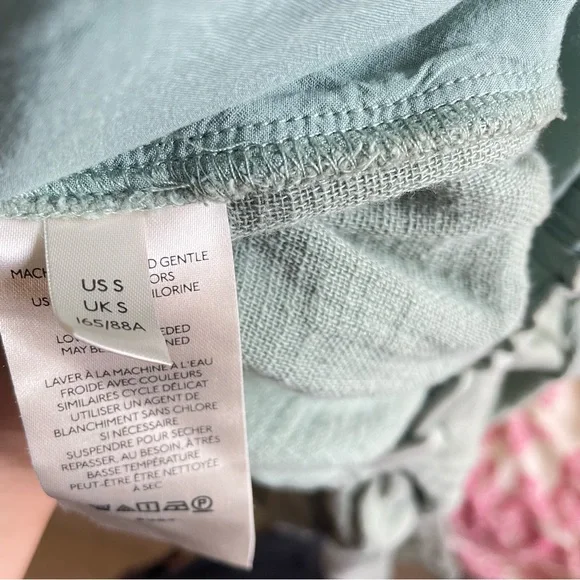 US S
UK S
165/88A
MACH D GENTLE
ORS
US HLORINE
LO EEDED
MAY BE NED
LAVER À LA MACHINE À L'EAU
FROIDE AVEC COULEURS
SIMILAIRES CYCLE DÉLICAT
UTILISER UN AGENT DE
BLANCHIMENT SANS CHLORE
SI NÉCESSAIRE
SUSPENDRE POUR SÉCHER
REPASSER, AU BESOIN, À TRÈS
BASSE TEMPÉRATURE
PEUT-ÊTRE ÊTRE NETTOYÉE
À SEC
P